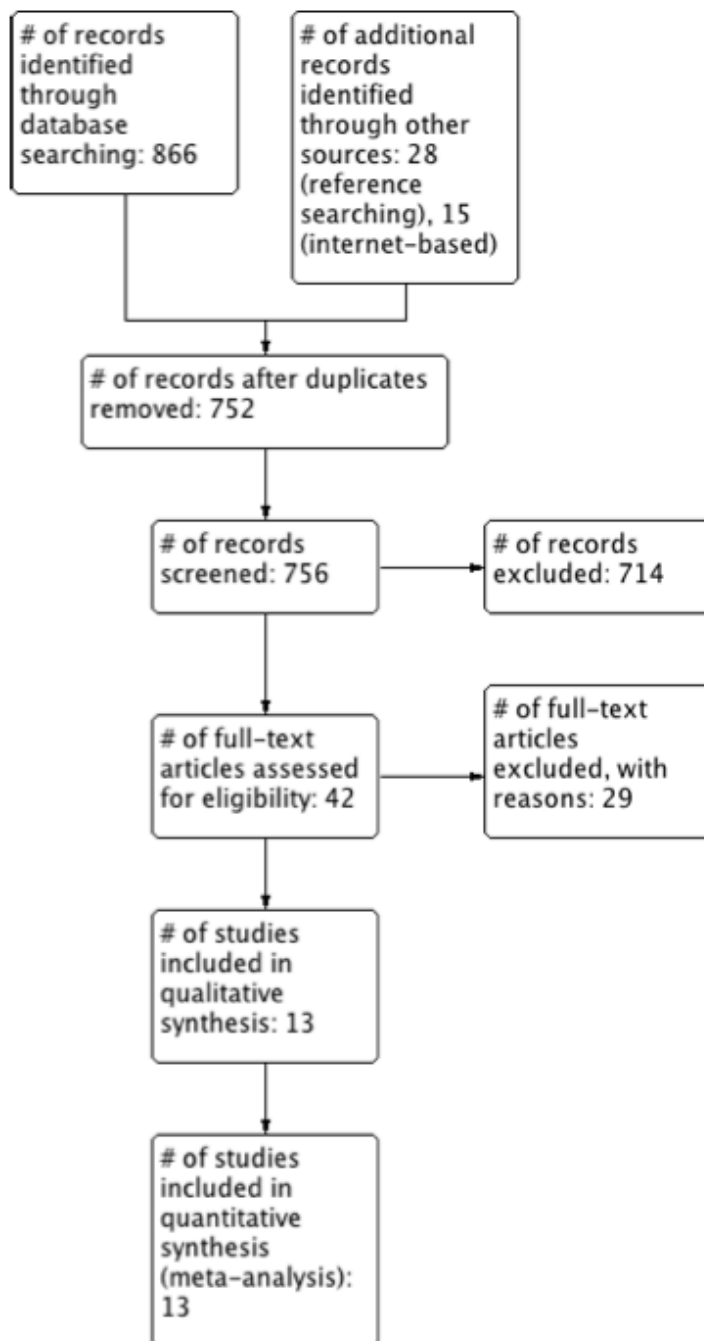 # of records
identified
through
database
searching: 866
# of additional
records
identified
through other
sources: 28
(reference
searching), 15
(internet-based)
# of records after duplicates
removed: 752
# of records
screened: 756
# of records
excluded: 714
# of full-text
articles assessed
for eligibility: 42
# of full-text
articles
excluded, with
reasons: 29
# of studies
included in
qualitative
synthesis: 13
# of studies
included in
quantitative
synthesis
(meta-analysis):
13